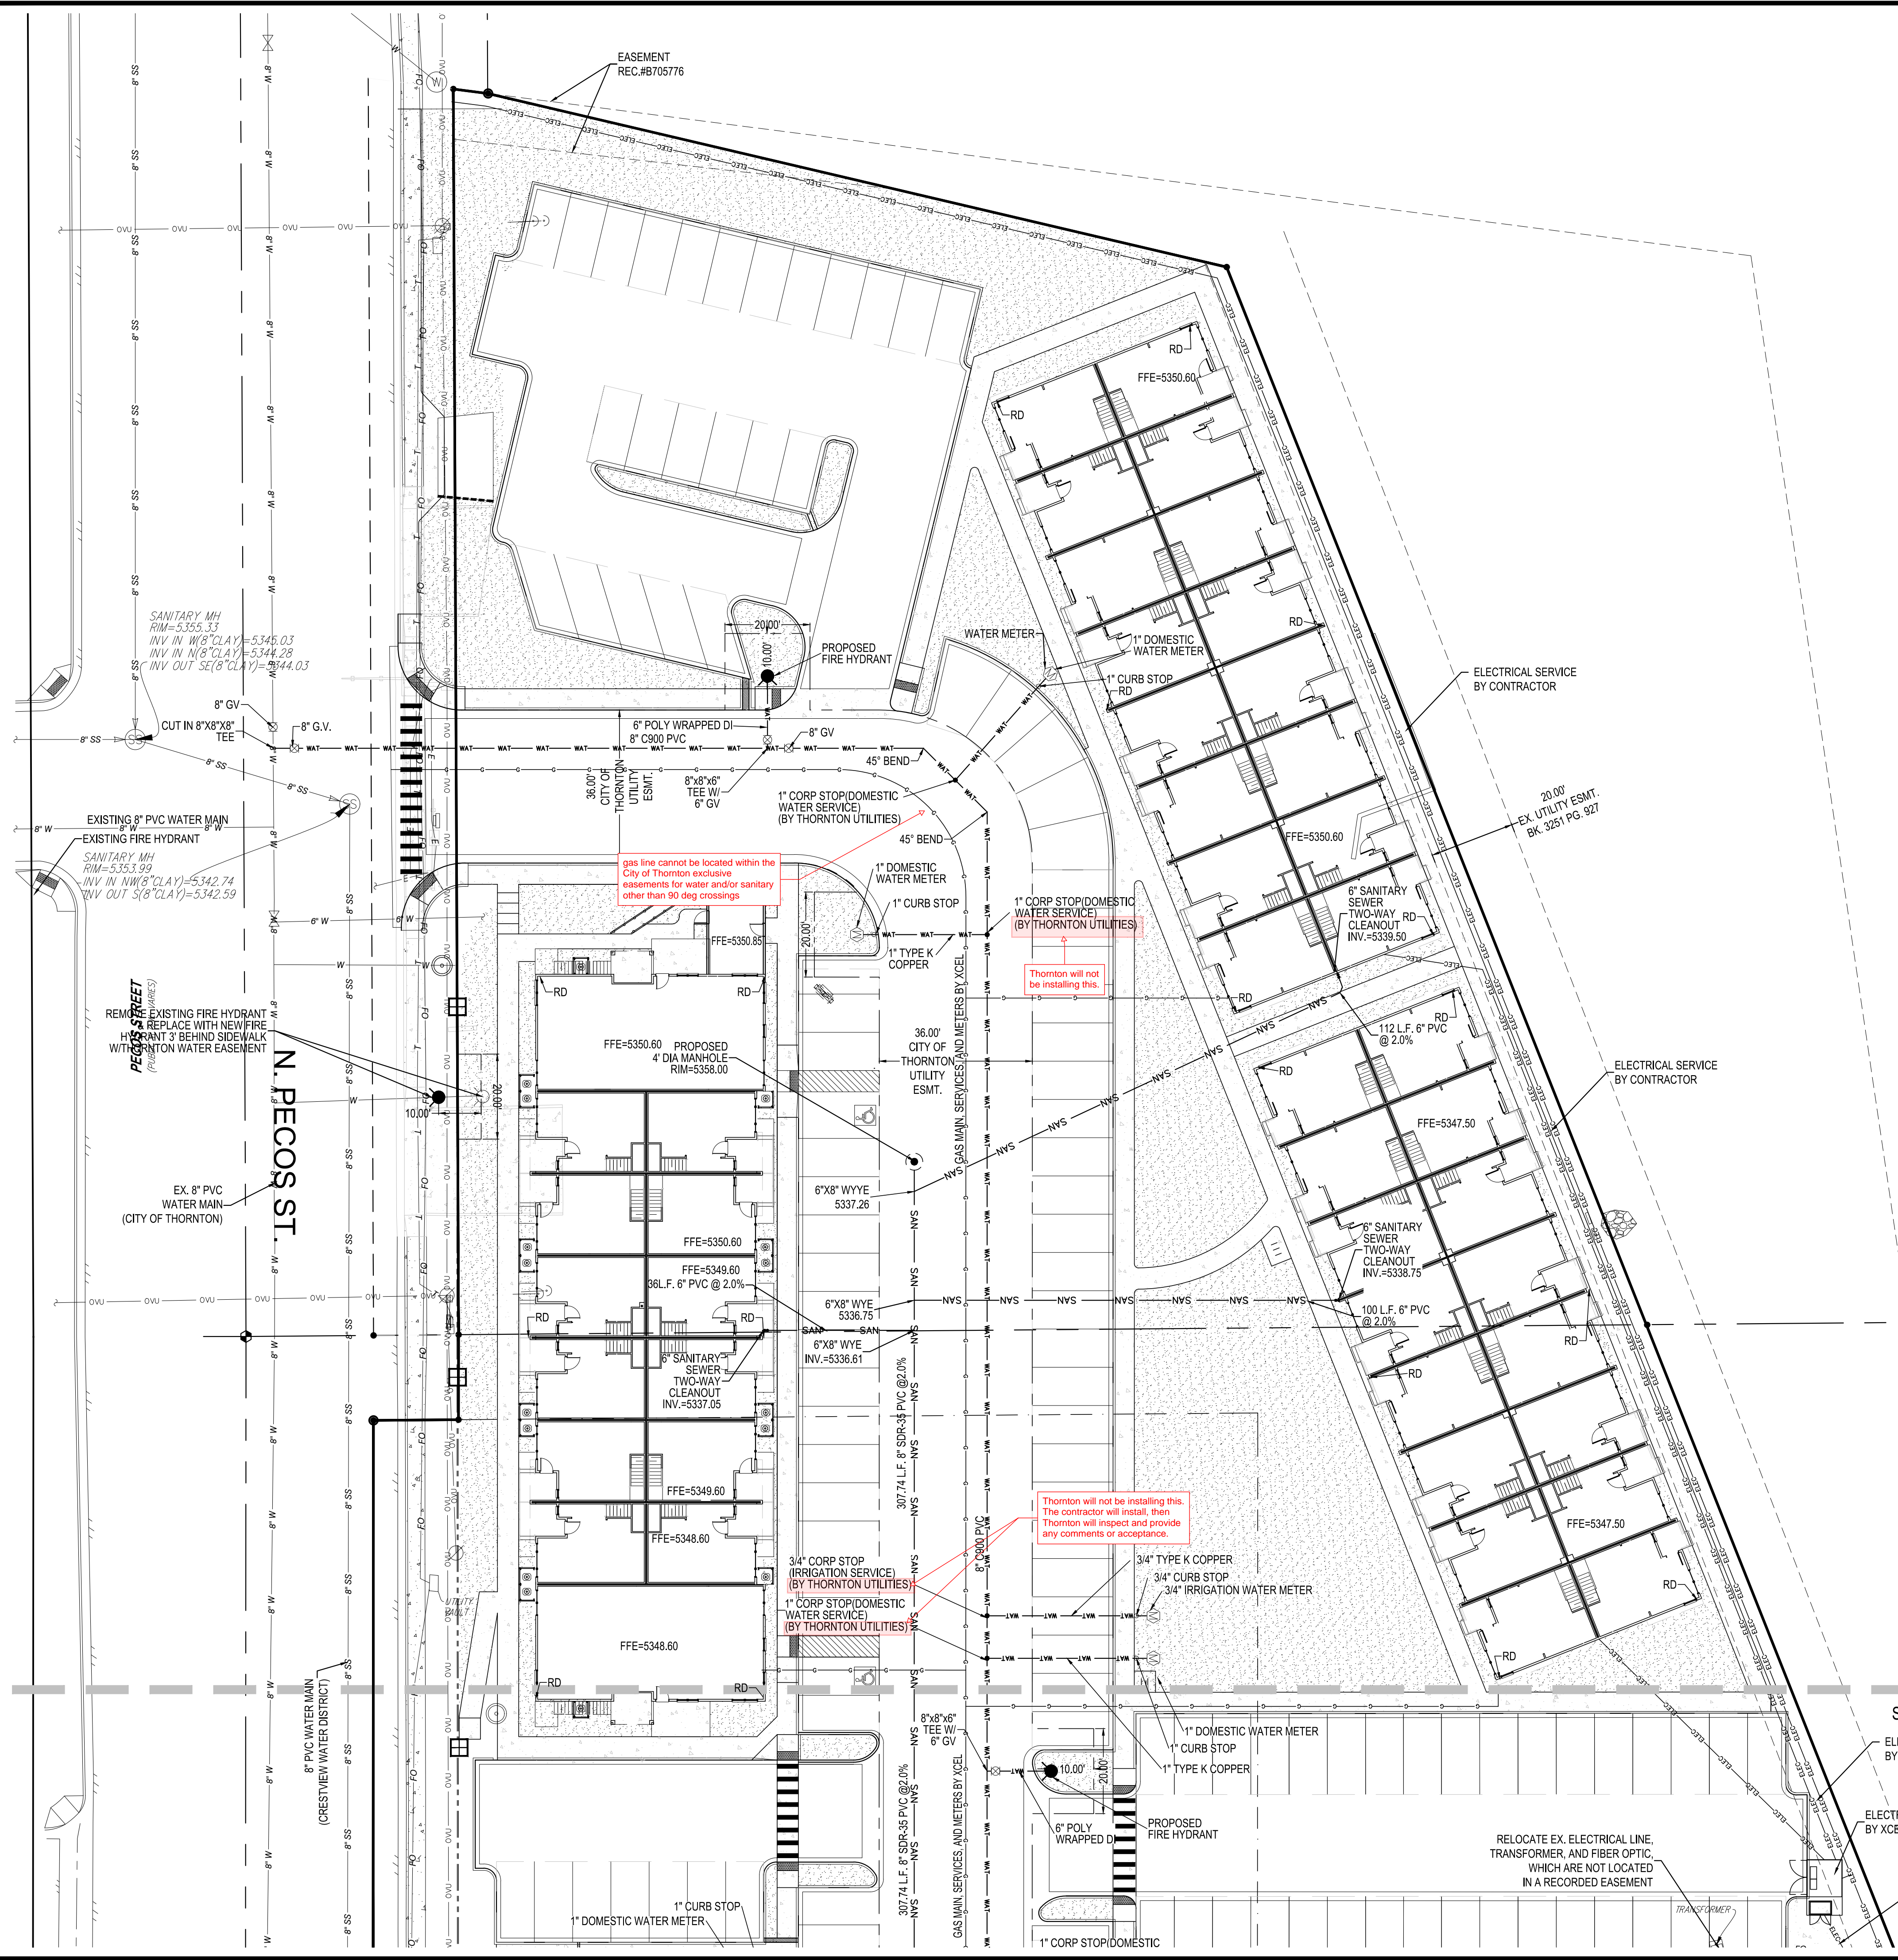 EASEMENT
REC.#B705776
SANITARY MH
RIM=5355.33
INV IN W(8"CLAY)=5345.03
INV IN N(8"CLAY)=5344.28
INV OUT SE(8"CLAY)=5344.03
8" GV
CUT IN 8"X8"X8"
TEE
8" G.V.
EXISTING 8" PVC WATER MAIN
EXISTING FIRE HYDRANT
SANITARY MH
RIM=5353.99
INV IN NW(8"CLAY)=5342.74
INV OUT S(8"CLAY)=5342.59
PECOS STREET
REMOVE EXISTING FIRE HYDRANT
REPLACE WITH NEW FIRE
HYDRANT 3' BEHIND SIDEWALK
W/THORNTON WATER EASEMENT
N. PECOS ST.
EX. 8" PVC
WATER MAIN
(CITY OF THORNTON)
8" PVC WATER MAIN
(CRESTVIEW WATER DISTRICT)
UTILITY
VAULT
10.00'
20.00'
20.00'
10.00'
PROPOSED
FIRE HYDRANT
6" POLY WRAPPED DI
8" C900 PVC
8" GV
36.00'
CITY OF
THORNTON
UTILITY
ESMT.
8"x8"x6"
TEE W/
6" GV
45° BEND
WATER METER
1" DOMESTIC
WATER METER
1" CURB STOP
RD
1" CORP STOP(DOMESTIC
WATER SERVICE)
(BY THORNTON UTILITIES)
45° BEND
gas line cannot be located within the
City of Thornton exclusive
easements for water and/or sanitary
other than 90 deg crossings
1" DOMESTIC
WATER METER
1" CURB STOP
20.00'
1" TYPE K
COPPER
1" CORP STOP(DOMESTIC
WATER SERVICE)
(BY THORNTON UTILITIES)
Thornton will not
be installing this.
RD
FFE=5350.60
RD
RD
FFE=5350.60
ELECTRICAL SERVICE
BY CONTRACTOR
20.00'
EX. UTILITY ESMT.
BK. 3251 PG. 927
6" SANITARY
SEWER
TWO-WAY
CLEANOUT
INV.=5339.50
RD
RD
112 L.F. 6" PVC
@ 2.0%
FFE=5350.85
RD
RD
FFE=5350.60
PROPOSED
4' DIA MANHOLE
RIM=5358.00
36.00'
CITY OF
THORNTON
UTILITY
ESMT.
GAS MAIN, SERVICES, AND METERS BY XCEL
RD
RD
FFE=5347.50
ELECTRICAL SERVICE
BY CONTRACTOR
6"X8" WYYE
5337.26
FFE=5350.60
FFE=5349.60
36L.F. 6" PVC @ 2.0%
6"X8" WYE
5336.75
6"X8" WYE
INV.=5336.61
RD
RD
6" SANITARY
SEWER
TWO-WAY
CLEANOUT
INV.=5337.05
6" SANITARY
SEWER
TWO-WAY
CLEANOUT
INV.=5338.75
100 L.F. 6" PVC
@ 2.0%
RD
RD
307.74 L.F. 8" SDR-35 PVC @2.0%
FFE=5349.60
FFE=5348.60
FFE=5348.60
RD
RD
8" C900 PVC
Thornton will not be installing this.
The contractor will install, then
Thornton will inspect and provide
any comments or acceptance.
3/4" CORP STOP
(IRRIGATION SERVICE)
(BY THORNTON UTILITIES)
1" CORP STOP(DOMESTIC
WATER SERVICE)
(BY THORNTON UTILITIES)
3/4" TYPE K COPPER
3/4" CURB STOP
3/4" IRRIGATION WATER METER
FFE=5347.50
RD
RD
8"x8"x6"
TEE W/
6" GV
1" DOMESTIC WATER METER
1" CURB STOP
1" TYPE K COPPER
10.00'
20.00'
6" POLY
WRAPPED DI
PROPOSED
FIRE HYDRANT
307.74 L.F. 8" SDR-35 PVC @2.0%
GAS MAIN, SERVICES, AND METERS BY XCEL
RELOCATE EX. ELECTRICAL LINE,
TRANSFORMER, AND FIBER OPTIC,
WHICH ARE NOT LOCATED
IN A RECORDED EASEMENT
TRANSFORMER
1" CURB STOP
1" DOMESTIC WATER METER
1" CORP STOP(DOMESTIC